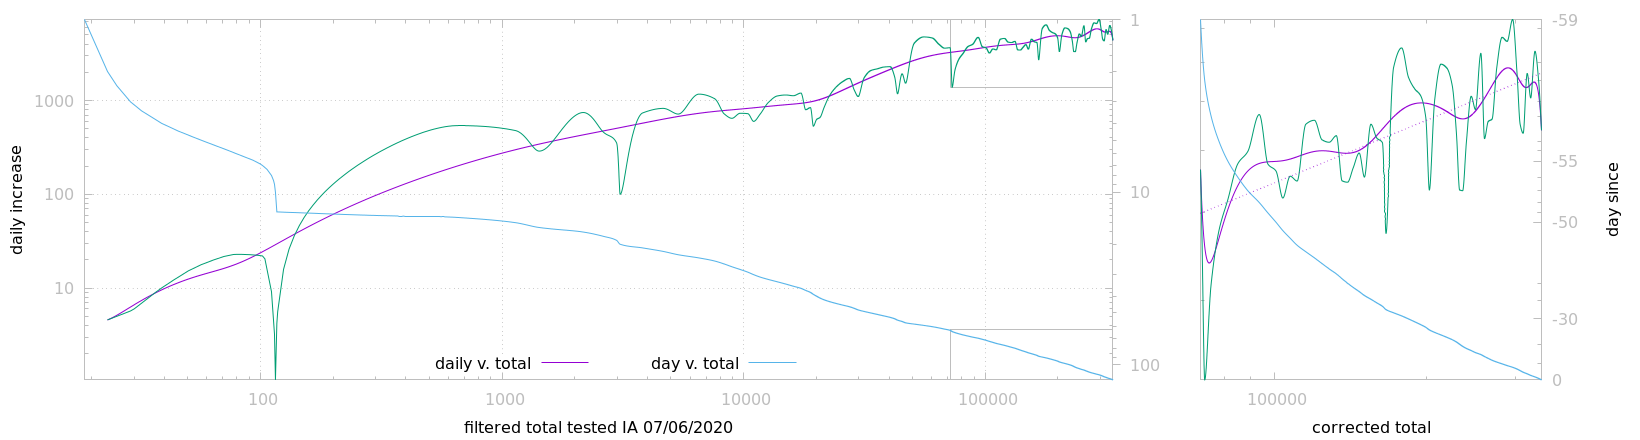 1
-59
1000
daily increase
100
10
10
-55
-50
day since
-30
daily v. total
day v. total
100
0
100
1000
10000
100000
100000
filtered total tested IA 07/06/2020
corrected total